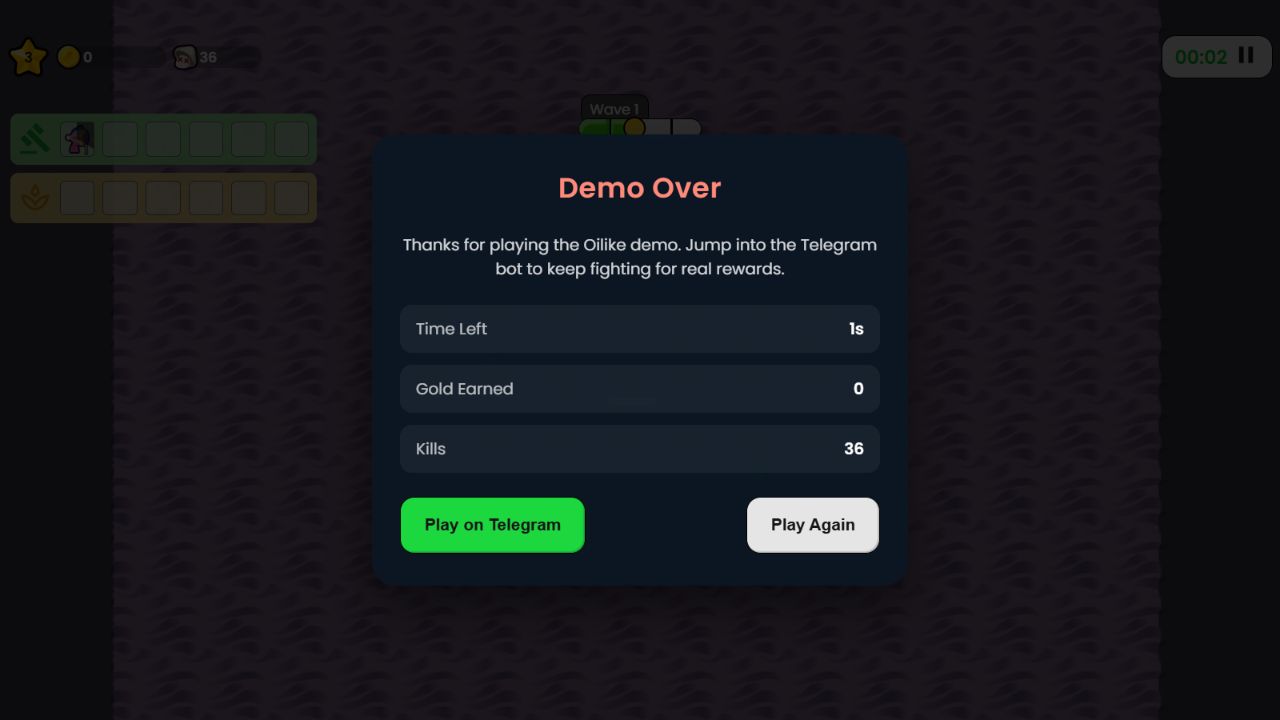 3
0
36
00:02
Wave 1
Demo Over
Thanks for playing the Oilike demo. Jump into the Telegram
bot to keep fighting for real rewards.
Time Left 1s
Gold Earned 0
Kills 36
Play on Telegram
Play Again